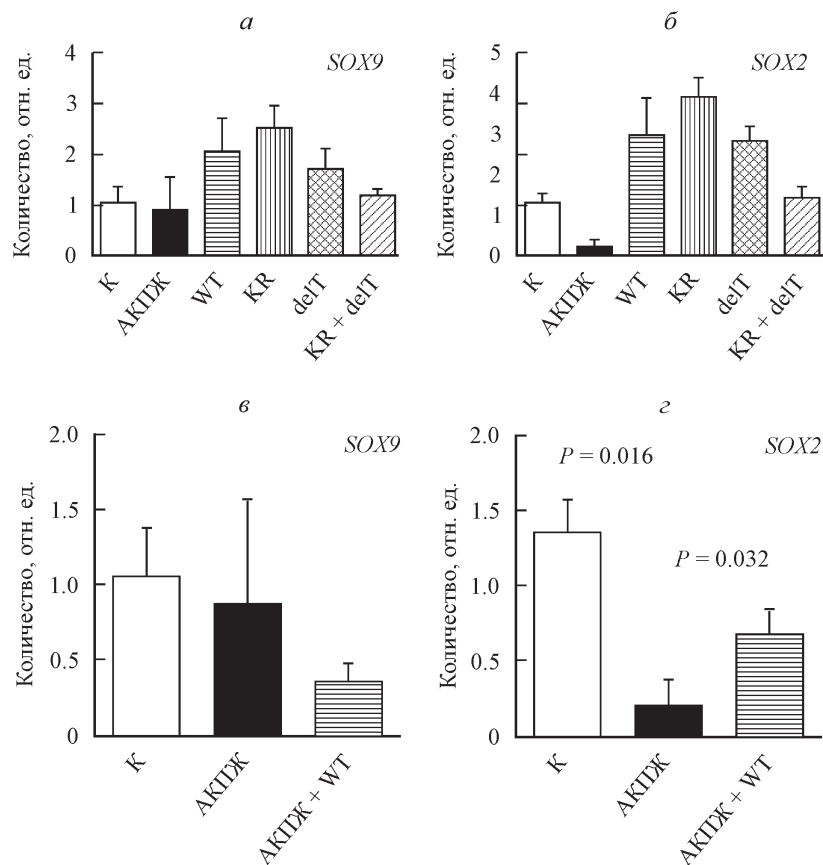 а
Количество, отн. ед.
SOX9
4
3
2
1
0
К
АКПЖ
WT
KR
delT
KR + delT
б
Количество, отн. ед.
SOX2
5
4
3
2
1
0
К
АКПЖ
WT
KR
delT
KR + delT
в
Количество, отн. ед.
SOX9
2.0
1.5
1.0
0.5
0
К
АКПЖ
АКПЖ + WT
г
Количество, отн. ед.
SOX2
P = 0.016
P = 0.032
2.0
1.5
1.0
0.5
0
К
АКПЖ
АКПЖ + WT